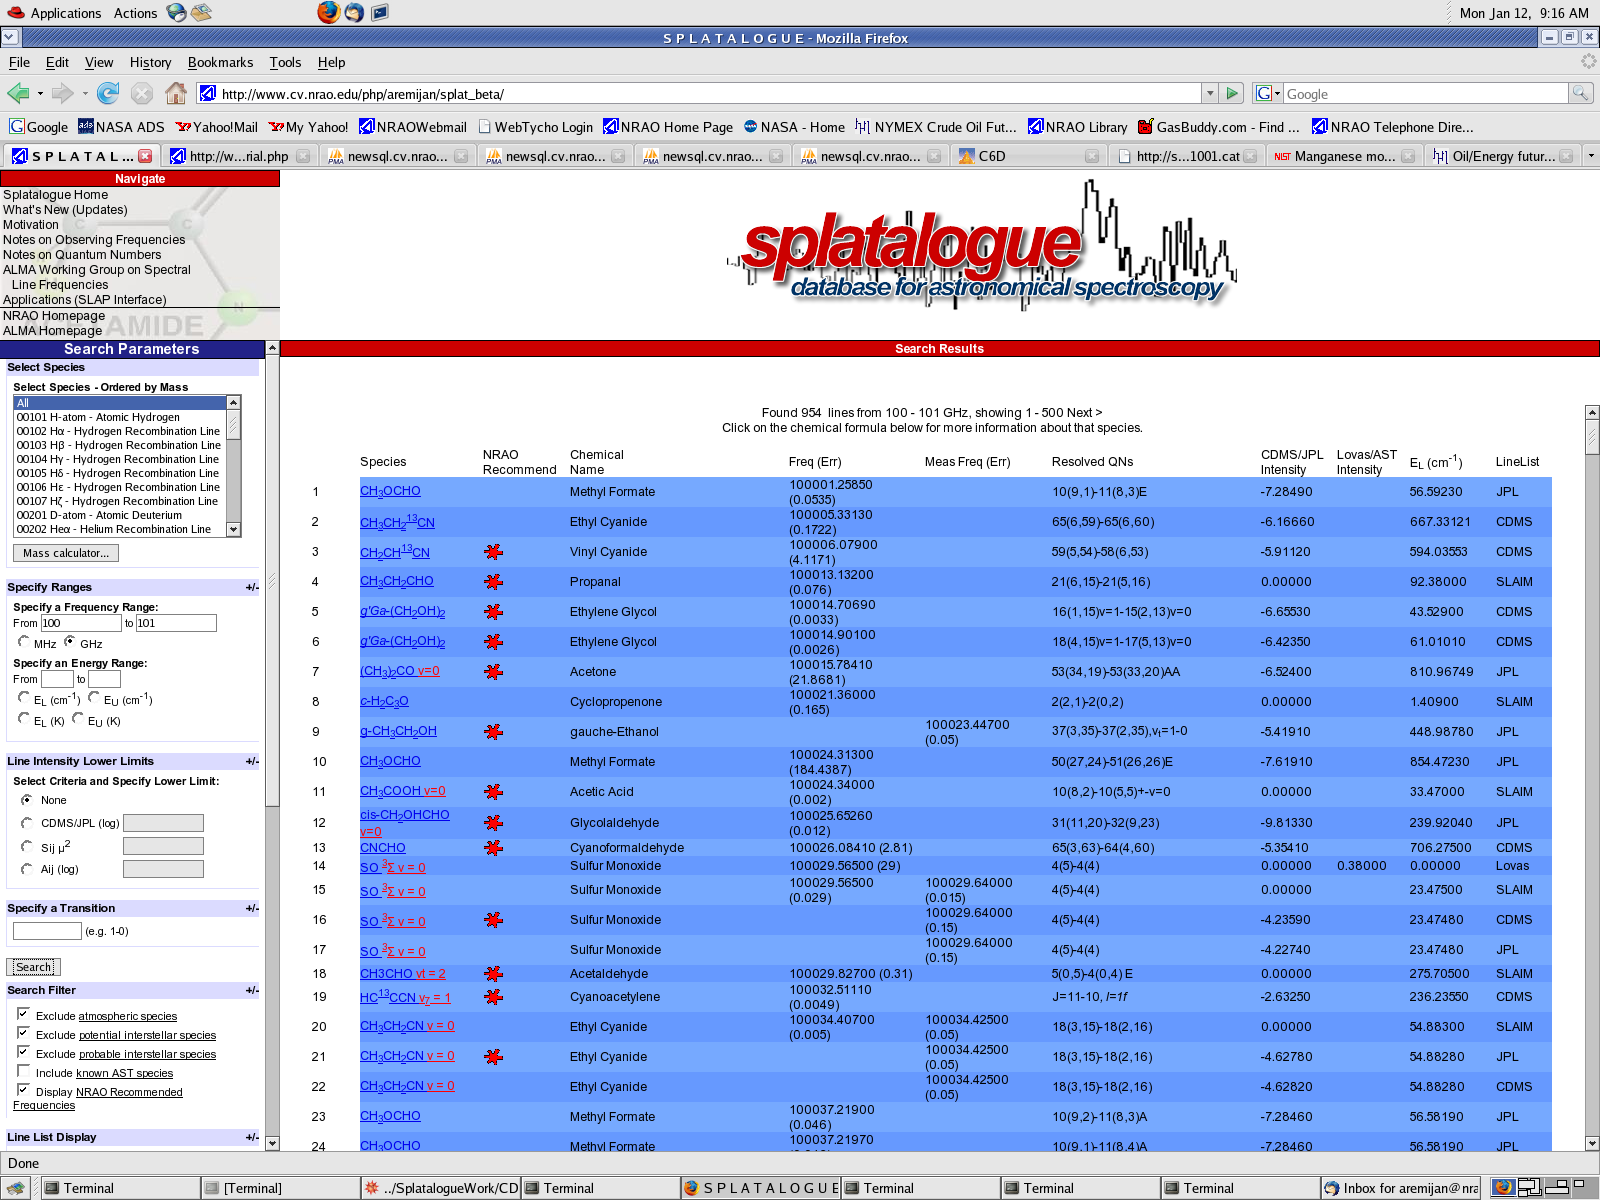 Applications Actions Mon Jan 12, 9:16 AM
S P L A T A L O G U E - Mozilla Firefox
File Edit View History Bookmarks Tools Help
http://www.cv.nrao.edu/php/aremijan/splat_beta/ Google
Google NASA ADS Yahoo!Mail My Yahoo! NRAOWebmail WebTycho Login NRAO Home Page NASA - Home NYMEX Crude Oil Fut... NRAO Library GasBuddy.com - Find ... NRAO Telephone Dire...
S P L A T A L ... http://w...rial.php newsql.cv.nrao... newsql.cv.nrao... newsql.cv.nrao... newsql.cv.nrao... C6D http://s...1001.cat Manganese mo... Oil/Energy futur...
Navigate
Splatalogue Home
What's New (Updates)
Motivation
Notes on Observing Frequencies
Notes on Quantum Numbers
ALMA Working Group on Spectral
Line Frequencies
Applications (SLAP Interface)
NRAO Homepage
ALMA Homepage
splatalogue
database for astronomical spectroscopy
Search Parameters
Select Species
Select Species - Ordered by Mass
All
00101 H-atom - Atomic Hydrogen
00102 Hα - Hydrogen Recombination Line
00103 Hβ - Hydrogen Recombination Line
00104 Hγ - Hydrogen Recombination Line
00105 Hδ - Hydrogen Recombination Line
00106 Hε - Hydrogen Recombination Line
00107 Hζ - Hydrogen Recombination Line
00201 D-atom - Atomic Deuterium
00202 Heα - Helium Recombination Line
Mass calculator...
Specify Ranges +/-
Specify a Frequency Range:
From 100 to 101
MHz GHz
Specify an Energy Range:
From to
E_L (cm⁻¹) E_U (cm⁻¹)
E_L (K) E_U (K)
Line Intensity Lower Limits +/-
Select Criteria and Specify Lower Limit:
None
CDMS/JPL (log)
Sij μ²
Aij (log)
Specify a Transition +/-
(e.g. 1-0)
Search
Search Filter +/-
Exclude atmospheric species
Exclude potential interstellar species
Exclude probable interstellar species
Include known AST species
Display NRAO Recommended
Frequencies
Line List Display +/-
Search Results
Found 954 lines from 100 - 101 GHz, showing 1 - 500 Next >
Click on the chemical formula below for more information about that species.
Species NRAO Recommend Chemical Name Freq (Err) Meas Freq (Err) Resolved QNs CDMS/JPL Intensity Lovas/AST Intensity E_L (cm⁻¹) LineList
1 CH₃OCHO Methyl Formate 100001.25850 (0.0535) 10(9,1)-11(8,3)E -7.28490 56.59230 JPL
2 CH₃CH₂¹³CN Ethyl Cyanide 100005.33130 (0.1722) 65(6,59)-65(6,60) -6.16660 667.33121 CDMS
3 CH₂CH¹³CN Vinyl Cyanide 100006.07900 (4.1171) 59(5,54)-58(6,53) -5.91120 594.03553 CDMS
4 CH₃CH₂CHO Propanal 100013.13200 (0.076) 21(6,15)-21(5,16) 0.00000 92.38000 SLAIM
5 g'Ga-(CH₂OH)₂ Ethylene Glycol 100014.70690 (0.0033) 16(1,15)v=1-15(2,13)v=0 -6.65530 43.52900 CDMS
6 g'Ga-(CH₂OH)₂ Ethylene Glycol 100014.90100 (0.0026) 18(4,15)v=1-17(5,13)v=0 -6.42350 61.01010 CDMS
7 (CH₃)₂CO v=0 Acetone 100015.78410 (21.8681) 53(34,19)-53(33,20)AA -6.52400 810.96749 JPL
8 c-H₂C₃O Cyclopropenone 100021.36000 (0.165) 2(2,1)-2(0,2) 0.00000 1.40900 SLAIM
9 g-CH₃CH₂OH gauche-Ethanol 100023.44700 (0.05) 37(3,35)-37(2,35),vₜ=1-0 -5.41910 448.98780 JPL
10 CH₃OCHO Methyl Formate 100024.31300 (184.4387) 50(27,24)-51(26,26)E -7.61910 854.47230 JPL
11 CH₃COOH v=0 Acetic Acid 100024.34000 (0.002) 10(8,2)-10(5,5)+-v=0 0.00000 33.47000 SLAIM
12 cis-CH₂OHCHO v=0 Glycolaldehyde 100025.65260 (0.012) 31(11,20)-32(9,23) -9.81330 239.92040 JPL
13 CNCHO Cyanoformaldehyde 100026.08410 (2.81) 65(3,63)-64(4,60) -5.35410 706.27500 CDMS
14 SO ³Σ v = 0 Sulfur Monoxide 100029.56500 (29) 4(5)-4(4) 0.00000 0.38000 0.00000 Lovas
15 SO ³Σ v = 0 Sulfur Monoxide 100029.56500 (0.029) 100029.64000 (0.015) 4(5)-4(4) 0.00000 23.47500 SLAIM
16 SO ³Σ v = 0 Sulfur Monoxide 100029.64000 (0.15) 4(5)-4(4) -4.23590 23.47480 CDMS
17 SO ³Σ v = 0 Sulfur Monoxide 100029.64000 (0.15) 4(5)-4(4) -4.22740 23.47480 JPL
18 CH3CHO vt = 2 Acetaldehyde 100029.82700 (0.31) 5(0,5)-4(0,4) E 0.00000 275.70500 SLAIM
19 HC¹³CCN v₇ = 1 Cyanoacetylene 100032.51110 (0.0049) J=11-10, l=1f -2.63250 236.23550 CDMS
20 CH₃CH₂CN v = 0 Ethyl Cyanide 100034.40700 (0.005) 100034.42500 (0.05) 18(3,15)-18(2,16) 0.00000 54.88300 SLAIM
21 CH₃CH₂CN v = 0 Ethyl Cyanide 100034.42500 (0.05) 18(3,15)-18(2,16) -4.62780 54.88280 JPL
22 CH₃CH₂CN v = 0 Ethyl Cyanide 100034.42500 (0.05) 18(3,15)-18(2,16) -4.62820 54.88280 CDMS
23 CH₃OCHO Methyl Formate 100037.21900 (0.046) 10(9,2)-11(8,3)A -7.28460 56.58190 JPL
24 CH₃OCHO Methyl Formate 100037.21970 10(9,1)-11(8,4)A -7.28460 56.58190 JPL
Done
Terminal [Terminal] ../SplatalogueWork/CD Terminal S P L A T A L O G U E Terminal Terminal Terminal Inbox for aremijan@nra